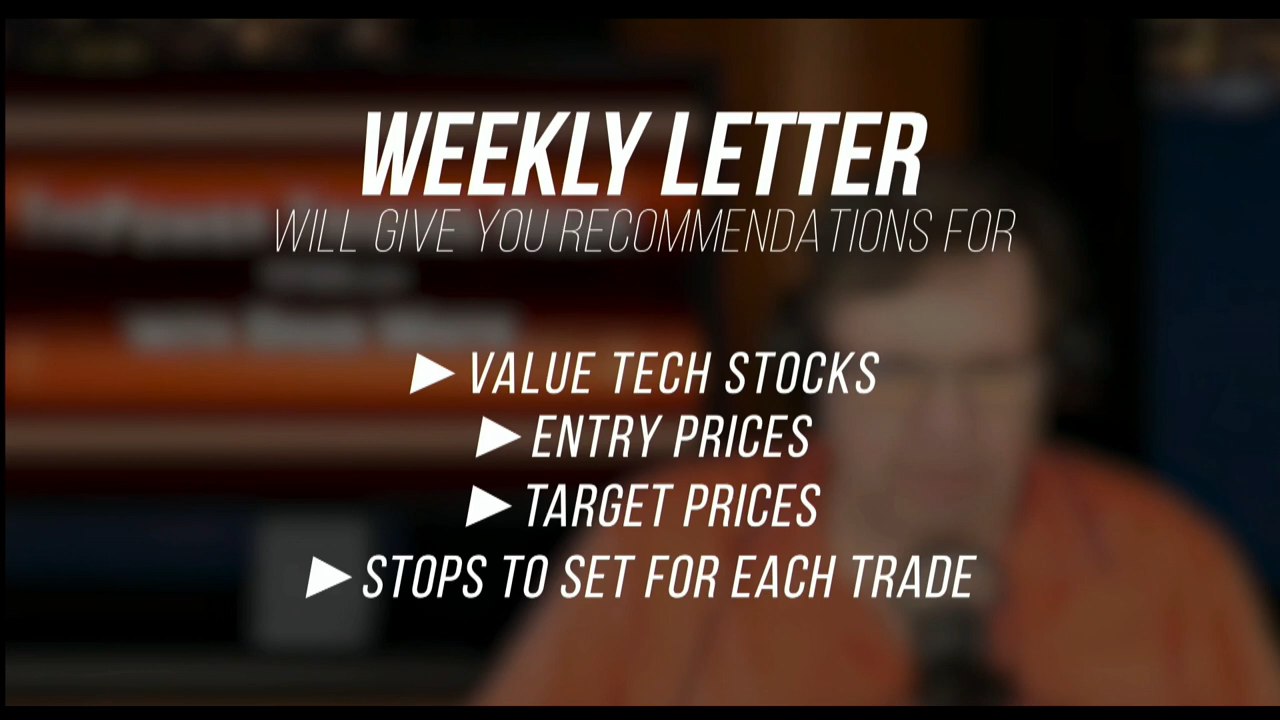 WEEKLY LETTER
WILL GIVE YOU RECOMMENDATIONS FOR
▶ VALUE TECH STOCKS
▶ ENTRY PRICES
▶ TARGET PRICES
▶ STOPS TO SET FOR EACH TRADE